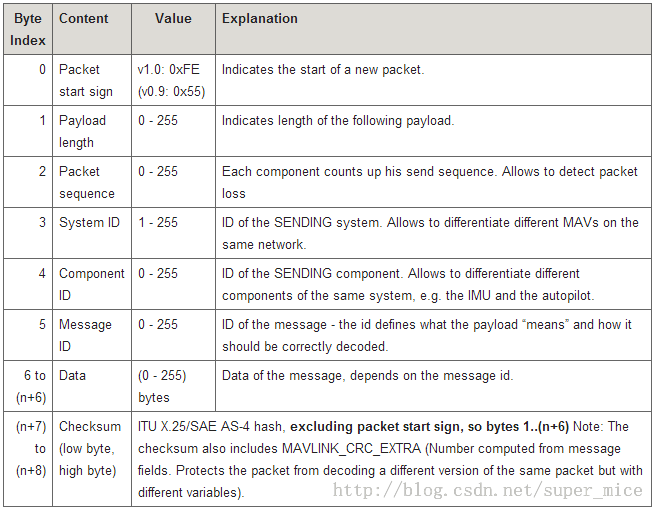 Byte Index Content Value Explanation
0 Packet start sign v1.0: 0xFE (v0.9: 0x55) Indicates the start of a new packet.
1 Payload length 0 - 255 Indicates length of the following payload.
2 Packet sequence 0 - 255 Each component counts up his send sequence. Allows to detect packet loss
3 System ID 1 - 255 ID of the SENDING system. Allows to differentiate different MAVs on the same network.
4 Component ID 0 - 255 ID of the SENDING component. Allows to differentiate different components of the same system, e.g. the IMU and the autopilot.
5 Message ID 0 - 255 ID of the message - the id defines what the payload “means” and how it should be correctly decoded.
6 to (n+6) Data (0 - 255) bytes Data of the message, depends on the message id.
(n+7) to (n+8) Checksum (low byte, high byte) ITU X.25/SAE AS-4 hash, excluding packet start sign, so bytes 1..(n+6) Note: The checksum also includes MAVLINK_CRC_EXTRA (Number computed from message fields. Protects the packet from decoding a different version of the same packet but with different variables).
http://blog.csdn.net/super_mice